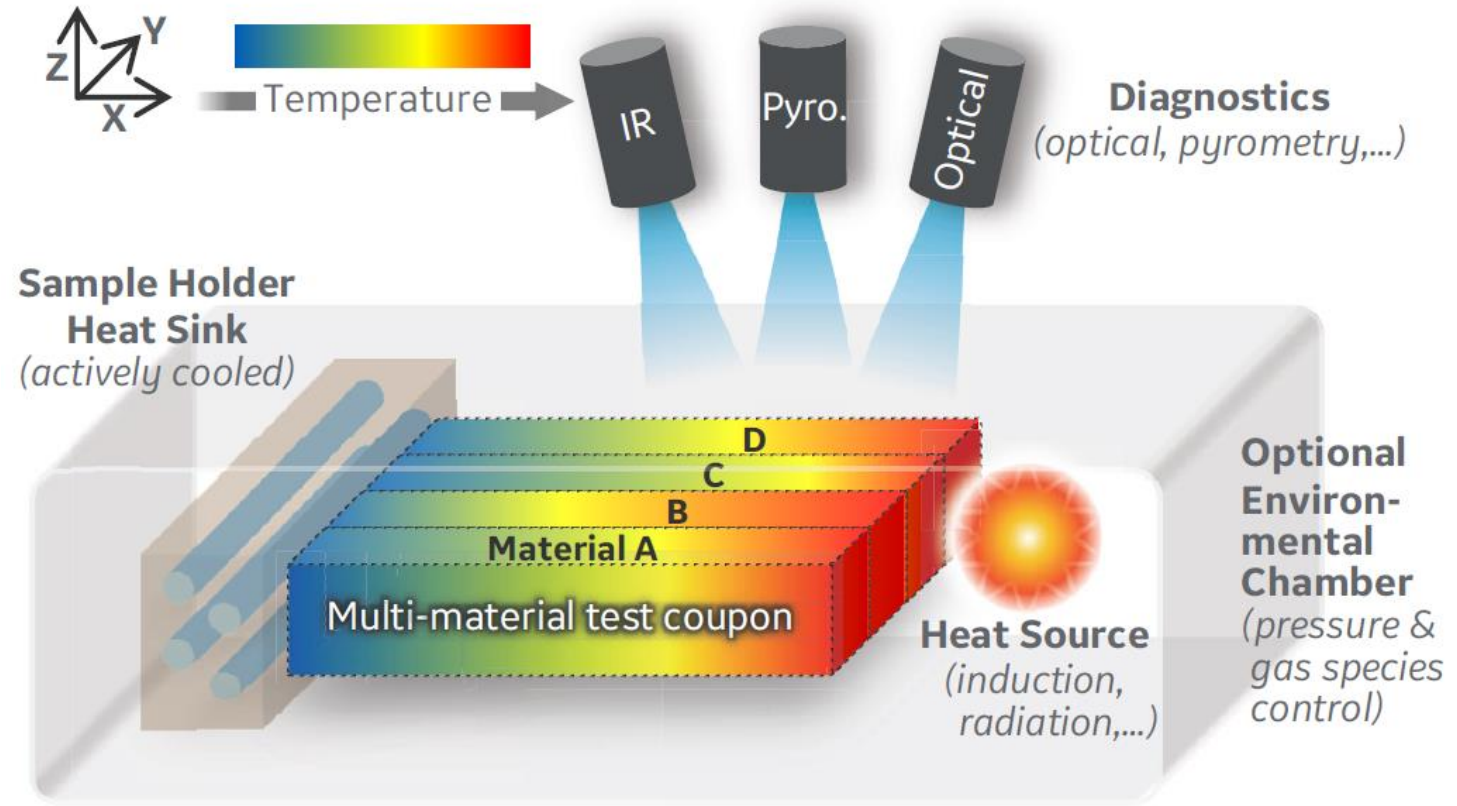 Z
Y
X
Temperature
IR
Pyro.
Optical
Diagnostics
(optical, pyrometry,...)
Sample Holder
Heat Sink
(actively cooled)
D
C
B
Material A
Multi-material test coupon
Heat Source
(induction,
radiation,...)
Optional
Environ-
mental
Chamber
(pressure &
gas species
control)